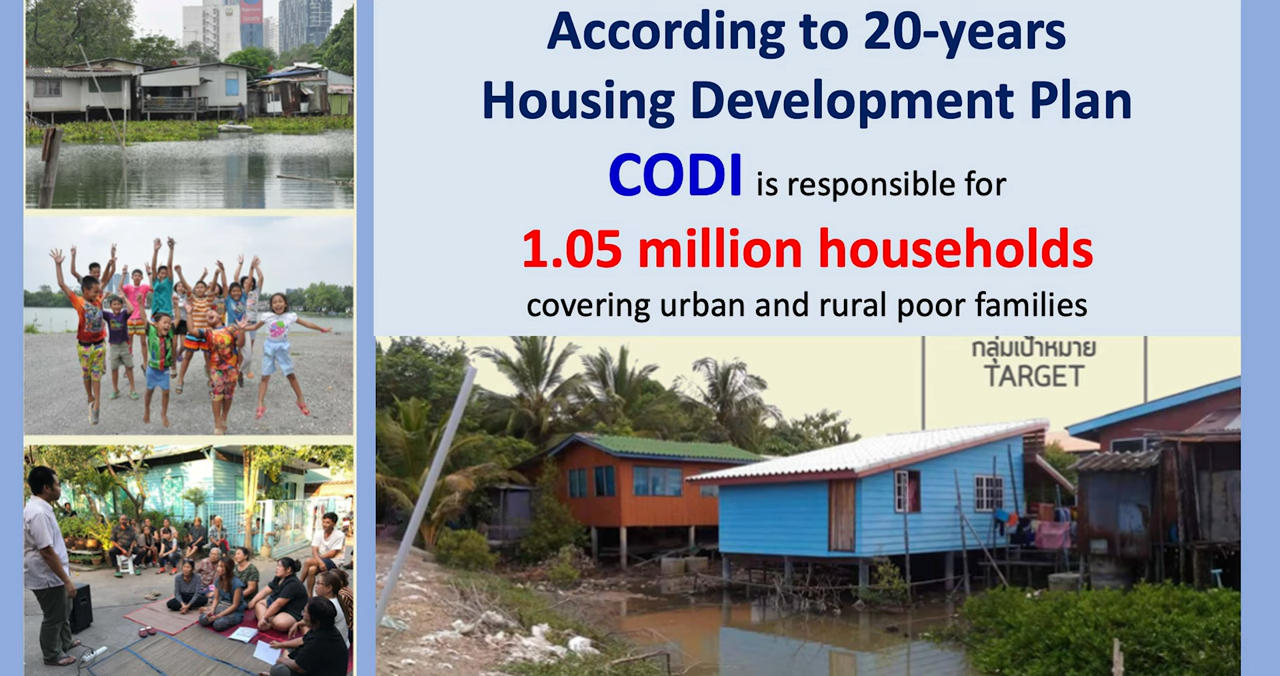 According to 20-years
Housing Development Plan
CODI is responsible for
1.05 million households
covering urban and rural poor families
กลุ่มเป้าหมาย
TARGET